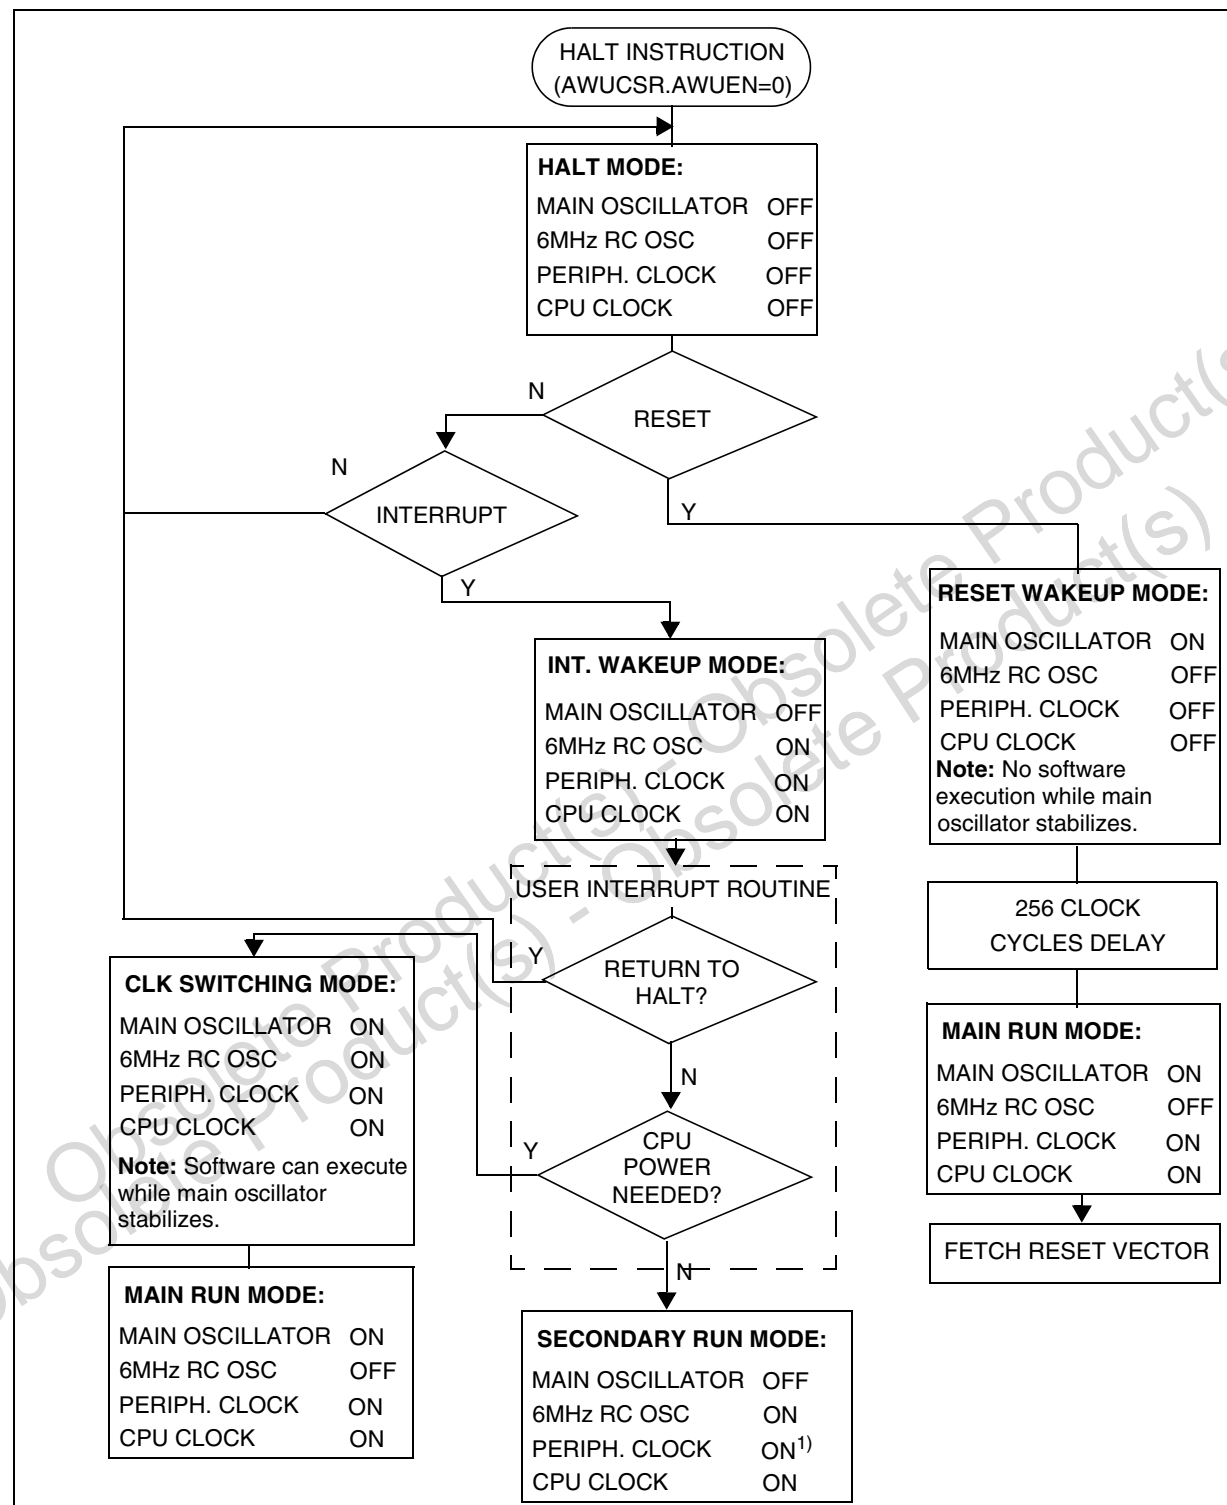 HALT INSTRUCTION
(AWUCSR.AWUEN=0)
HALT MODE:
MAIN OSCILLATOR OFF
6MHz RC OSC OFF
PERIPH. CLOCK OFF
CPU CLOCK OFF
N
RESET
N
INTERRUPT
Y
Y
RESET WAKEUP MODE:
MAIN OSCILLATOR ON
6MHz RC OSC OFF
PERIPH. CLOCK OFF
CPU CLOCK OFF
Note: No software
execution while main
oscillator stabilizes.
INT. WAKEUP MODE:
MAIN OSCILLATOR OFF
6MHz RC OSC ON
PERIPH. CLOCK ON
CPU CLOCK ON
USER INTERRUPT ROUTINE
256 CLOCK
CYCLES DELAY
Y
RETURN TO
HALT?
N
CLK SWITCHING MODE:
MAIN OSCILLATOR ON
6MHz RC OSC ON
PERIPH. CLOCK ON
CPU CLOCK ON
Note: Software can execute
while main oscillator
stabilizes.
Y
CPU
POWER
NEEDED?
N
MAIN RUN MODE:
MAIN OSCILLATOR ON
6MHz RC OSC OFF
PERIPH. CLOCK ON
CPU CLOCK ON
FETCH RESET VECTOR
MAIN RUN MODE:
MAIN OSCILLATOR ON
6MHz RC OSC OFF
PERIPH. CLOCK ON
CPU CLOCK ON
SECONDARY RUN MODE:
MAIN OSCILLATOR OFF
6MHz RC OSC ON
PERIPH. CLOCK ON1)
CPU CLOCK ON
Obsolete Product(s) - Obsolete Product(s
Obsolete Product(s) - Obsolete Product(s)